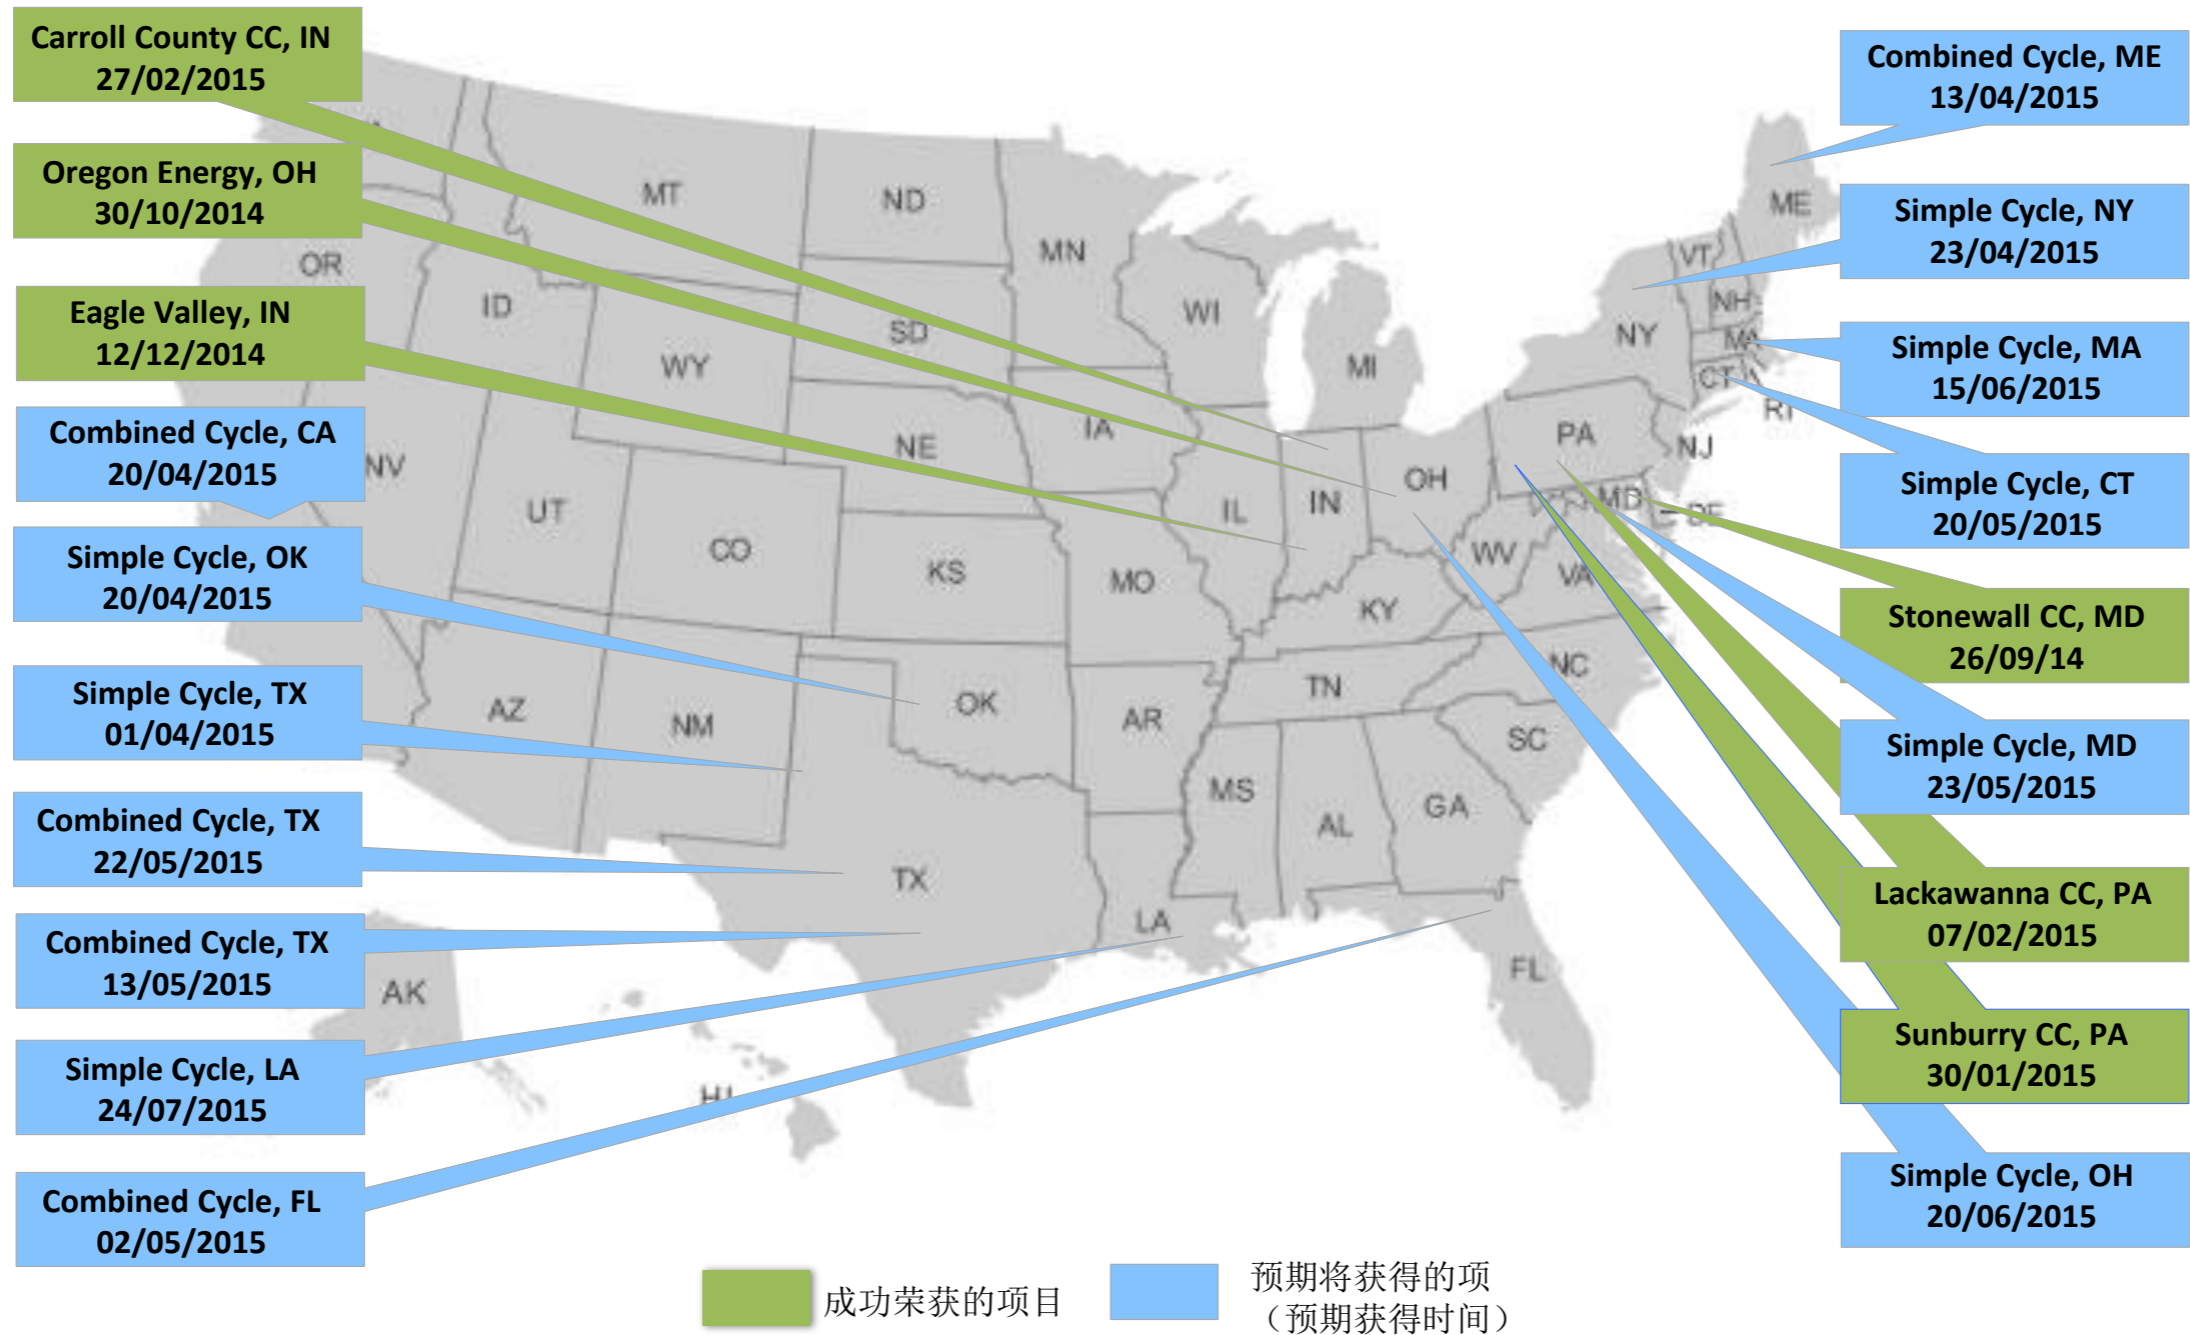 Carroll County CC, IN
27/02/2015
Oregon Energy, OH
30/10/2014
Eagle Valley, IN
12/12/2014
Combined Cycle, CA
20/04/2015
Simple Cycle, OK
20/04/2015
Simple Cycle, TX
01/04/2015
Combined Cycle, TX
22/05/2015
Combined Cycle, TX
13/05/2015
Simple Cycle, LA
24/07/2015
Combined Cycle, FL
02/05/2015
Combined Cycle, ME
13/04/2015
Simple Cycle, NY
23/04/2015
Simple Cycle, MA
15/06/2015
Simple Cycle, CT
20/05/2015
Stonewall CC, MD
26/09/14
Simple Cycle, MD
23/05/2015
Lackawanna CC, PA
07/02/2015
Sunburry CC, PA
30/01/2015
Simple Cycle, OH
20/06/2015
MT
ND
MN
OR
ID
SD
WI
WY
MI
NY
VT
NH
ME
MA
CT
RI
NV
UT
NE
IA
IL
IN
OH
PA
NJ
MD
DE
CO
KS
MO
WV
VA
KY
AZ
NM
OK
AR
TN
NC
SC
MS
AL
GA
TX
LA
FL
AK
HI
成功荣获的项目
预期将获得的项
（预期获得时间）